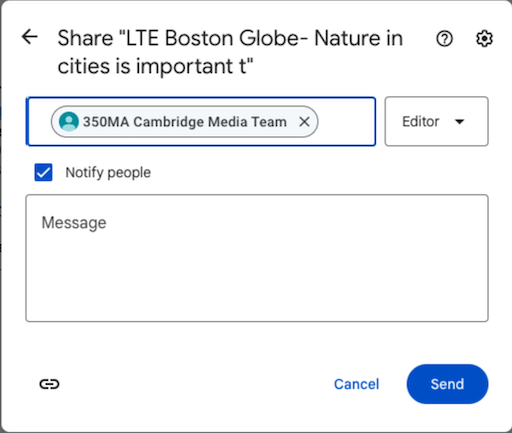 Share "LTE Boston Globe- Nature in
cities is important t"
350MA Cambridge Media Team
Editor
Notify people
Message
Cancel
Send